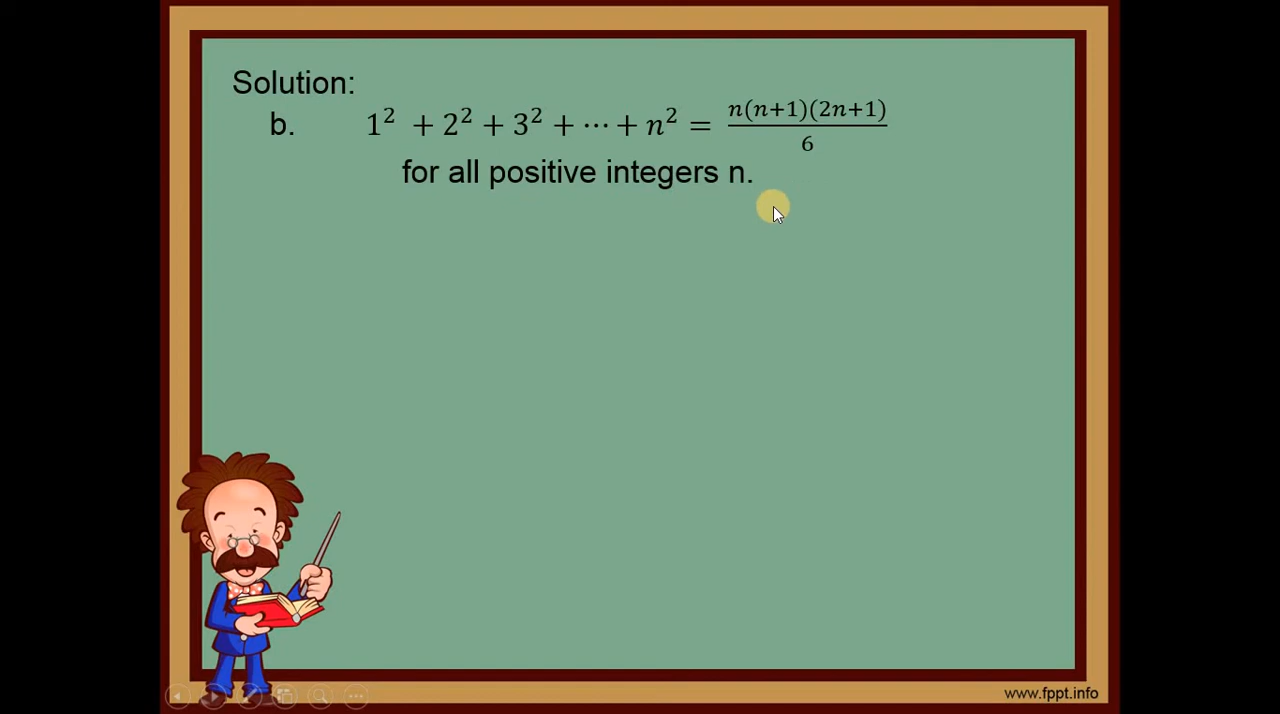 Solution:
b. 1² + 2² + 3² + ⋯ + n² = n(n+1)(2n+1)/6
for all positive integers n.
www.fppt.info